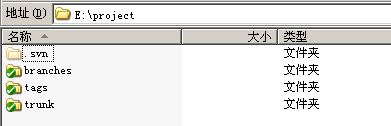 地址(D) E:\project
名称 大小 类型
.svn 文件夹
branches 文件夹
tags 文件夹
trunk 文件夹